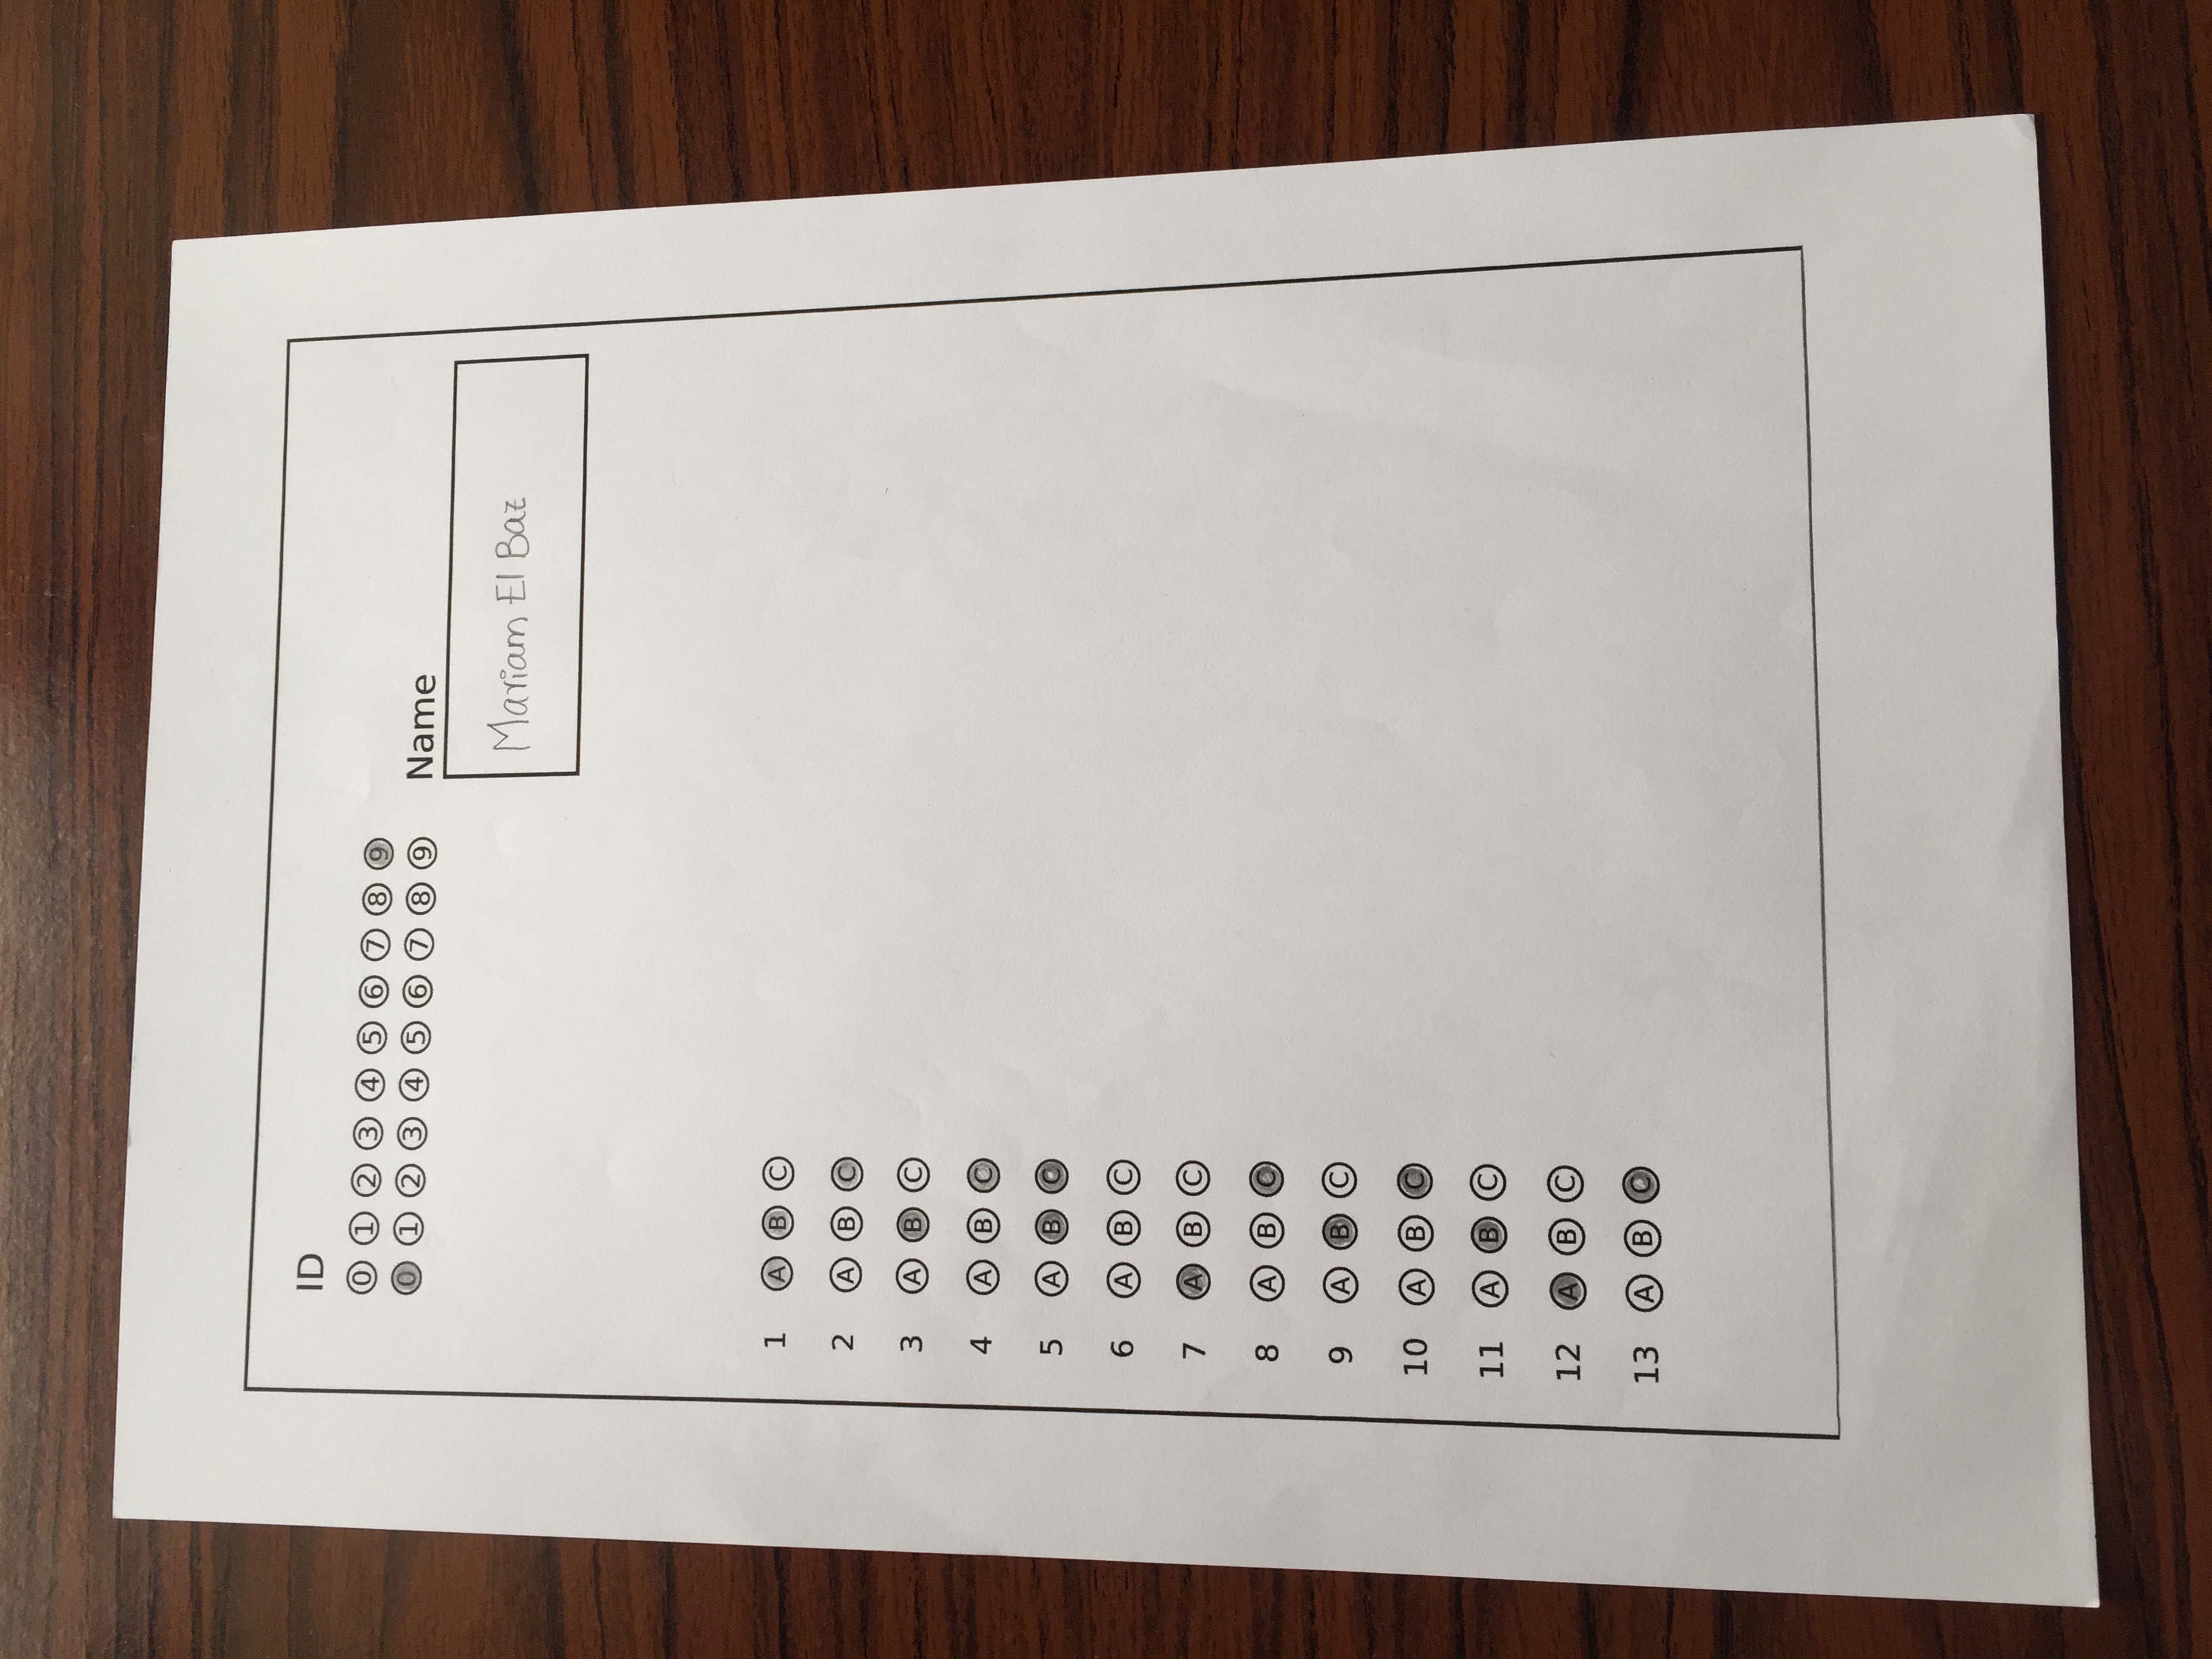 ID
0 1 2 3 4 5 6 7 8 9
0 1 2 3 4 5 6 7 8 9
Name
Mariam El Baz
1 A B C
2 A B C
3 A B C
4 A B C
5 A B C
6 A B C
7 A B C
8 A B C
9 A B C
10 A B C
11 A B C
12 A B C
13 A B C